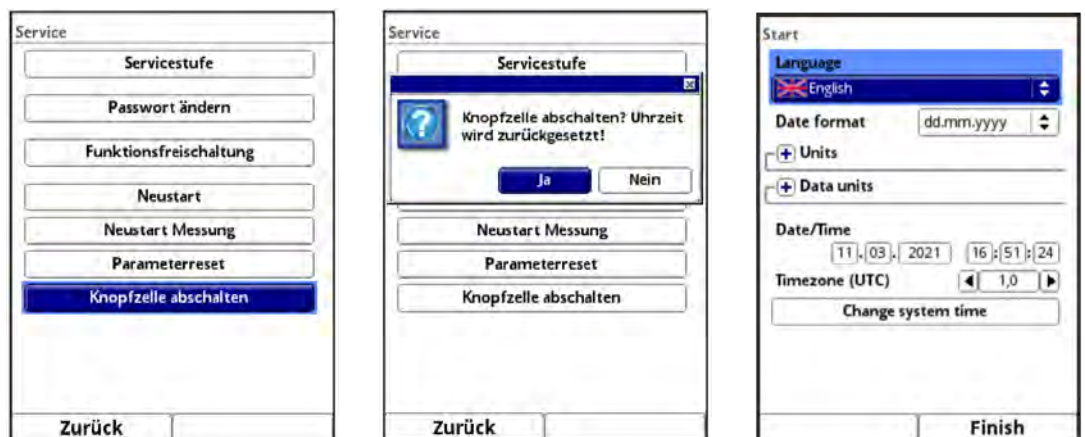 Service
Servicestufe
Passwort ändern
Funktionsfreischaltung
Neustart
Neustart Messung
Parameterreset
Knopfzelle abschalten
Zurück
Service
Servicestufe
Knopfzelle abschalten? Uhrzeit
wird zurückgesetzt!
Ja Nein
Neustart Messung
Parameterreset
Knopfzelle abschalten
Zurück
Start
Language
English
Date format dd.mm.yyyy
Units
Data units
Date/Time
11.03.2021 16:51:24
Timezone (UTC) 1,0
Change system time
Finish